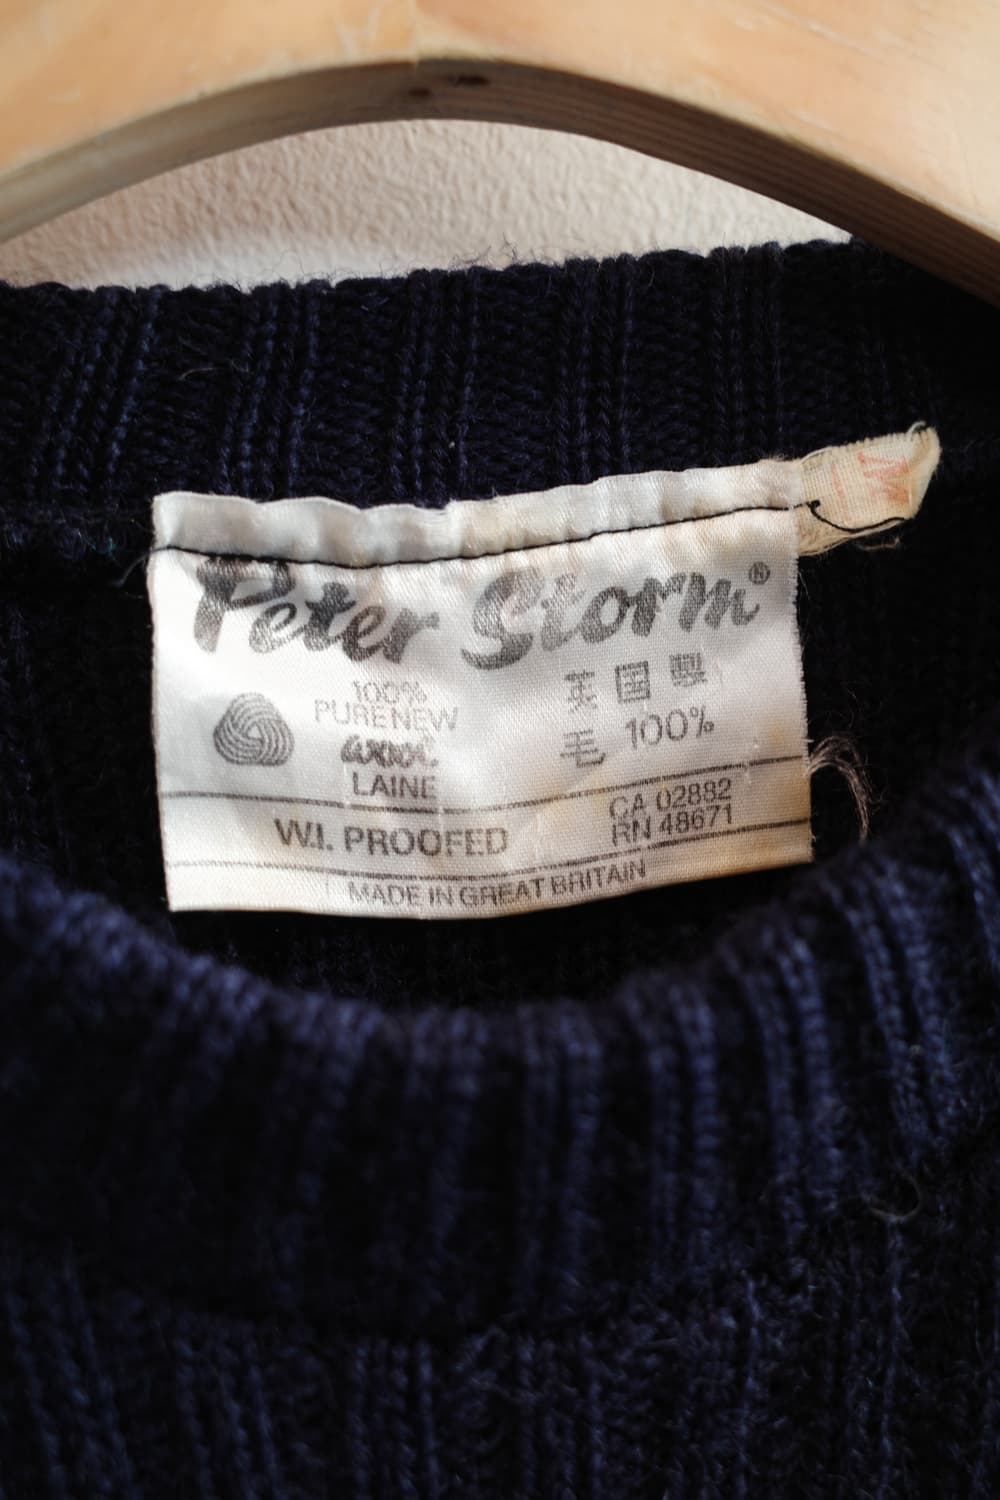 M
Peter Storm®
100%
PURE NEW
wool
LAINE
英国製
毛 100%
W.I. PROOFED
CA 02882
RN 48671
MADE IN GREAT BRITAIN